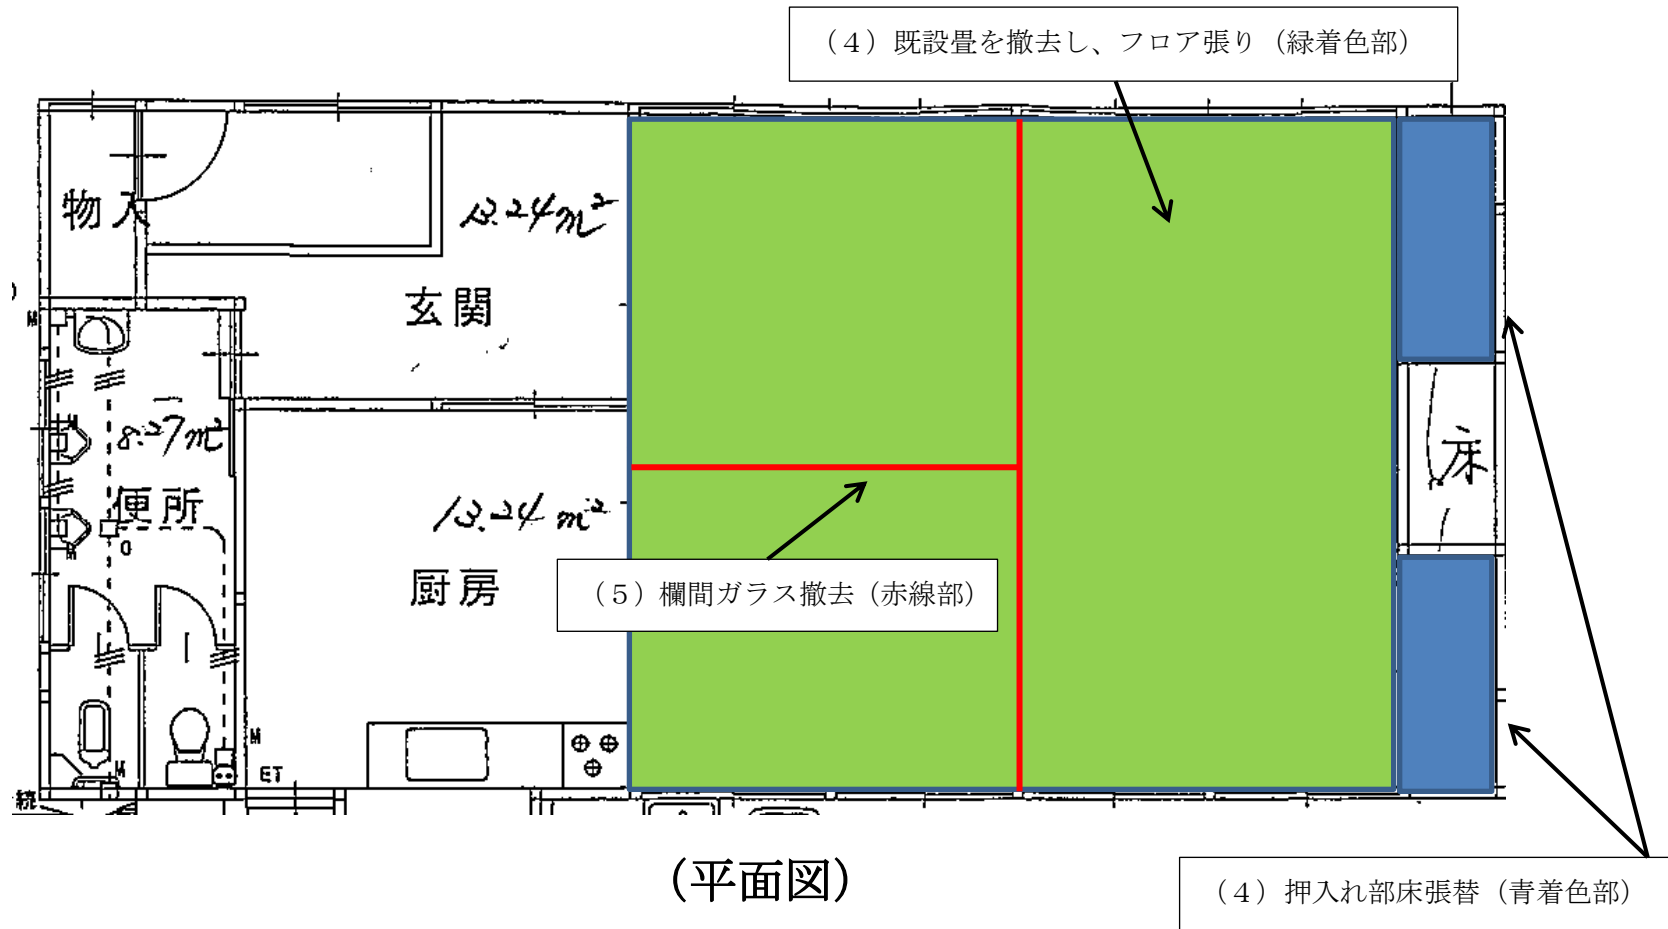 (4)既設畳を撤去し、フロア張り(緑着色部)
物入
13.24m²
玄関
M
8.27m²
M
便所
13.24m²
床
M
O
厨房
(5)欄間ガラス撤去(赤線部)
M
M
ET
続
(平面図)
(4)押入れ部床張替(青着色部)